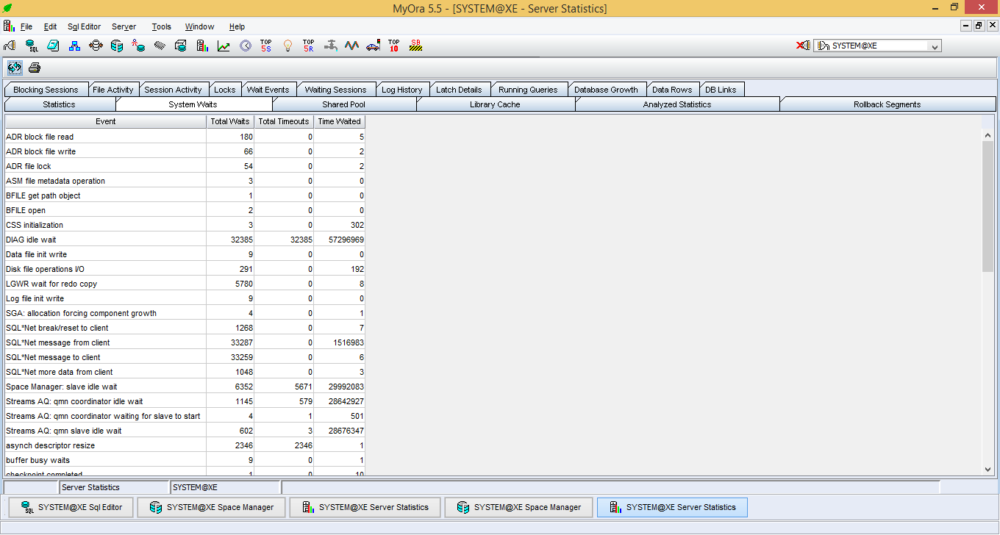 MyOra 5.5 - [SYSTEM@XE - Server Statistics]
File Edit Sql Editor Server Tools Window Help
SQL TOP 5S TOP 5R TOP 10 SB SYSTEM@XE
Blocking Sessions File Activity Session Activity Locks Wait Events Waiting Sessions Log History Latch Details Running Queries Database Growth Data Rows DB Links
Statistics System Waits Shared Pool Library Cache Analyzed Statistics Rollback Segments
Event Total Waits Total Timeouts Time Waited
ADR block file read 180 0 5
ADR block file write 66 0 2
ADR file lock 54 0 2
ASM file metadata operation 3 0 0
BFILE get path object 1 0 0
BFILE open 2 0 0
CSS initialization 3 0 302
DIAG idle wait 32385 32385 57296969
Data file init write 9 0 0
Disk file operations I/O 291 0 192
LGWR wait for redo copy 5780 0 8
Log file init write 9 0 0
SGA: allocation forcing component growth 4 0 1
SQL*Net break/reset to client 1268 0 7
SQL*Net message from client 33287 0 1516983
SQL*Net message to client 33259 0 6
SQL*Net more data from client 1048 0 3
Space Manager: slave idle wait 6352 5671 29992083
Streams AQ: qmn coordinator idle wait 1145 579 28642927
Streams AQ: qmn coordinator waiting for slave to start 4 1 501
Streams AQ: qmn slave idle wait 602 3 28676347
asynch descriptor resize 2346 2346 1
buffer busy waits 9 0 1
checkpoint completed 1 0 10
Server Statistics SYSTEM@XE
SQL SYSTEM@XE Sql Editor SYSTEM@XE Space Manager SYSTEM@XE Server Statistics SYSTEM@XE Space Manager SYSTEM@XE Server Statistics